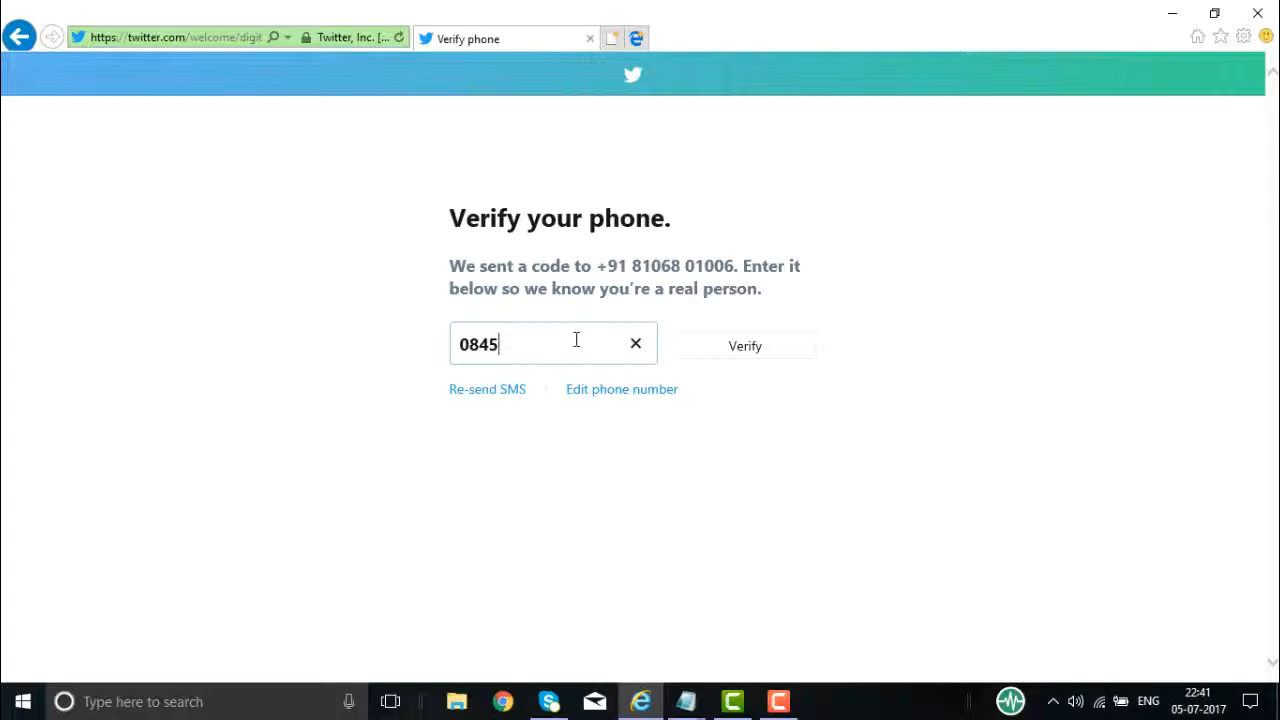 https://twitter.com/welcome/digit
Twitter, Inc. [...
Verify phone
Verify your phone.
We sent a code to +91 81068 01006. Enter it
below so we know you're a real person.
0845
Verify
Re-send SMS
Edit phone number
Type here to search
ENG
22:41
05-07-2017